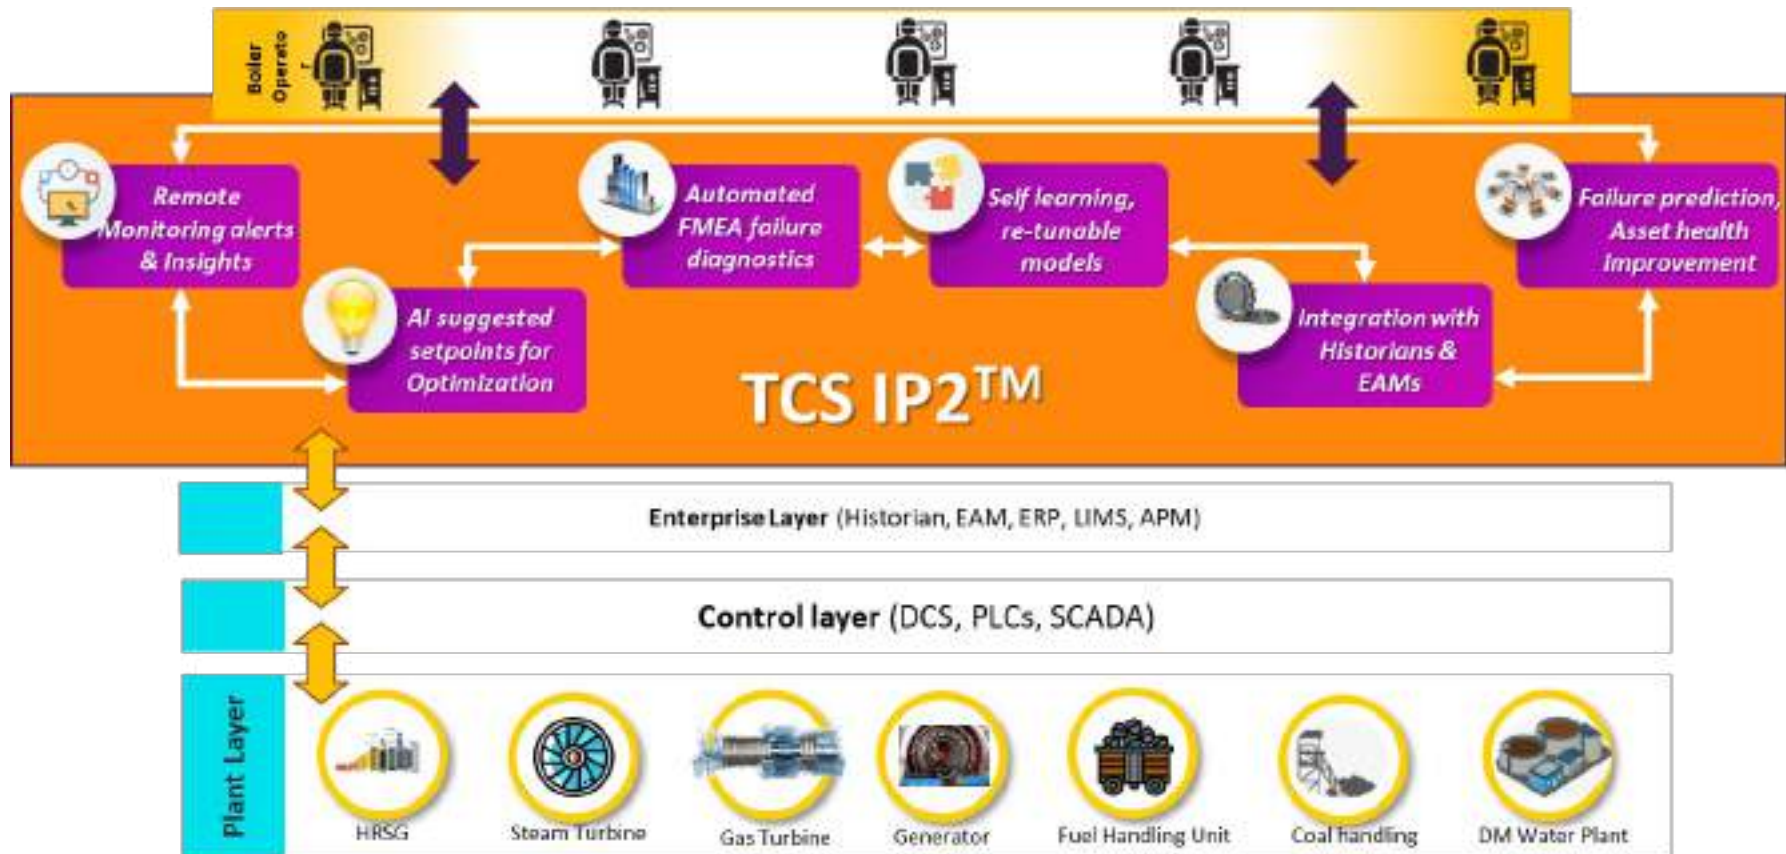 Boiler
Operato
r
Remote
Monitoring alerts
& Insights
AI suggested
setpoints for
Optimization
Automated
FMEA failure
diagnostics
Self learning,
re-tunable
models
Integration with
Historians &
EAMs
Failure prediction,
Asset health
Improvement
TCS IP2™
Enterprise Layer (Historian, EAM, ERP, LIMS, APM)
Control layer (DCS, PLCs, SCADA)
Plant Layer
HRSG
Steam Turbine
Gas Turbine
Generator
Fuel Handling Unit
Coal handling
DM Water Plant